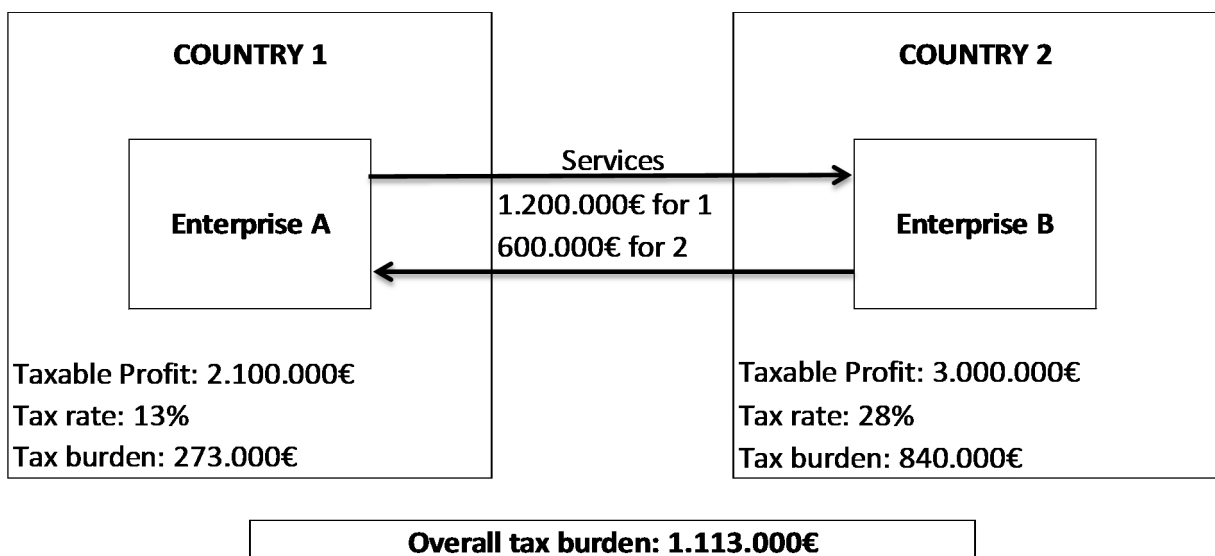 COUNTRY 1
Enterprise A
Taxable Profit: 2.100.000€
Tax rate: 13%
Tax burden: 273.000€
Services
1.200.000€ for 1
600.000€ for 2
COUNTRY 2
Enterprise B
Taxable Profit: 3.000.000€
Tax rate: 28%
Tax burden: 840.000€
Overall tax burden: 1.113.000€